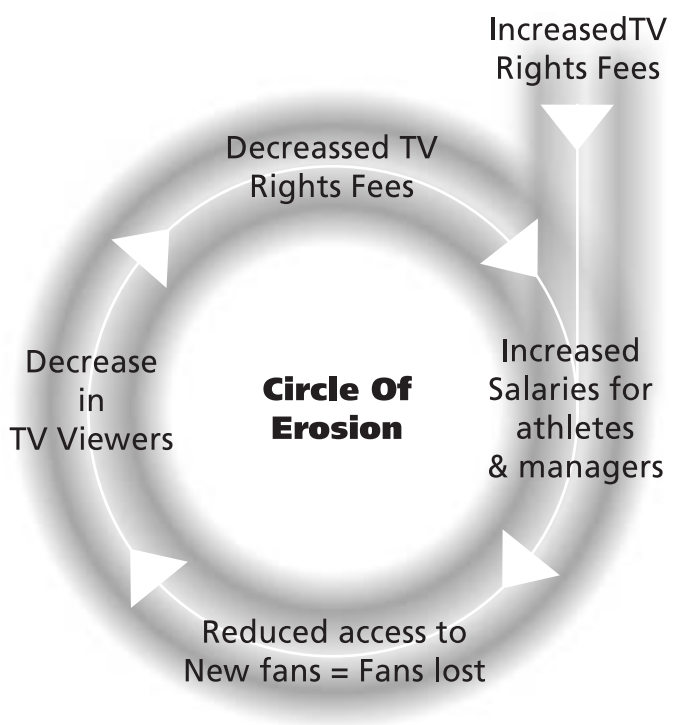 IncreasedTV
Rights Fees
Decreassed TV
Rights Fees
Increased
Salaries for
athletes
& managers
Decrease
in
TV Viewers
Circle Of
Erosion
Reduced access to
New fans = Fans lost